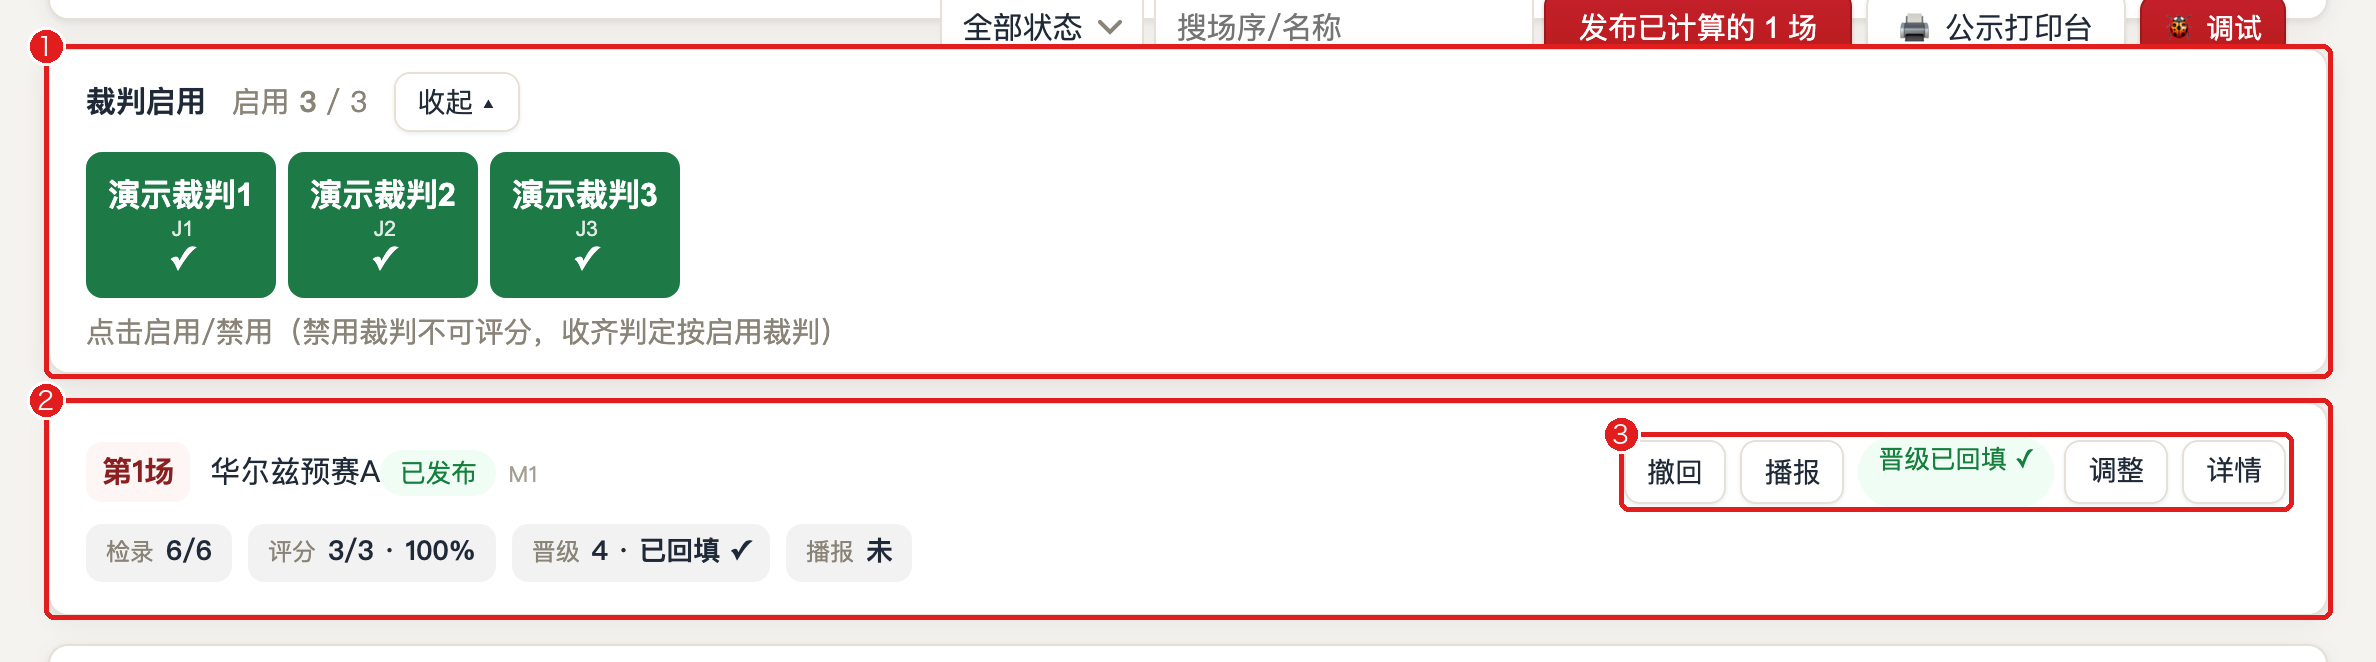 全部状态 搜场序/名称 发布已计算的 1 场 公示打印台 调试
1
裁判启用 启用 3 / 3 收起 ▲
演示裁判1 演示裁判2 演示裁判3
J1 J2 J3
✓ ✓ ✓
点击启用/禁用（禁用裁判不可评分，收齐判定按启用裁判）
2
3
第1场 华尔兹预赛A 已发布 M1 撤回 播报 晋级已回填 ✓ 调整 详情
检录 6/6 评分 3/3 · 100% 晋级 4 · 已回填 ✓ 播报 未